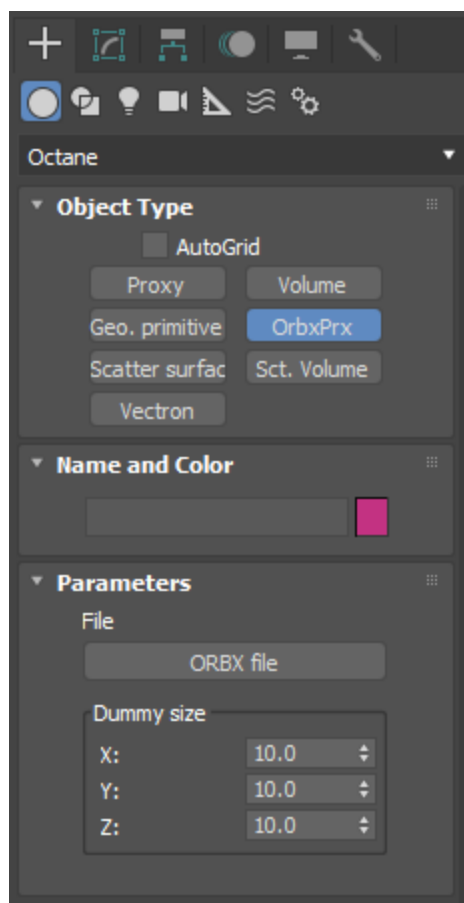 Octane
Object Type
AutoGrid
Proxy Volume
Geo. primitive OrbxPrx
Scatter surfac Sct. Volume
Vectron
Name and Color
Parameters
File
ORBX file
Dummy size
X: 10.0
Y: 10.0
Z: 10.0